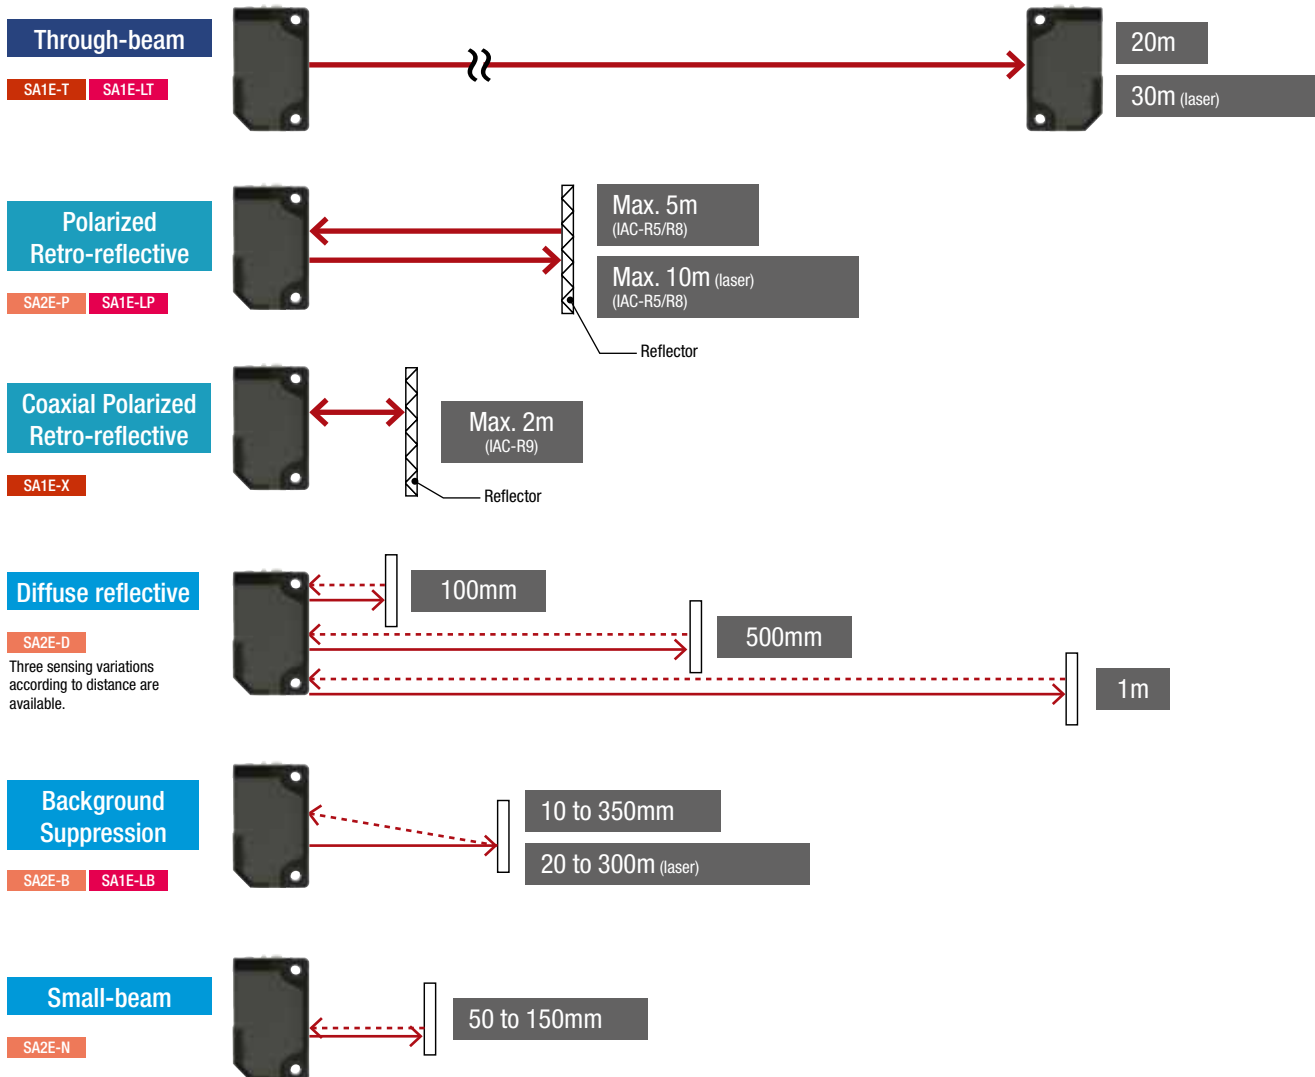 Through-beam
SA1E-T SA1E-LT
20m
30m (laser)
Polarized
Retro-reflective
SA2E-P SA1E-LP
Max. 5m
(IAC-R5/R8)
Max. 10m (laser)
(IAC-R5/R8)
Reflector
Coaxial Polarized
Retro-reflective
SA1E-X
Max. 2m
(IAC-R9)
Reflector
Diffuse reflective
SA2E-D
Three sensing variations
according to distance are
available.
100mm
500mm
1m
Background
Suppression
SA2E-B SA1E-LB
10 to 350mm
20 to 300m (laser)
Small-beam
SA2E-N
50 to 150mm